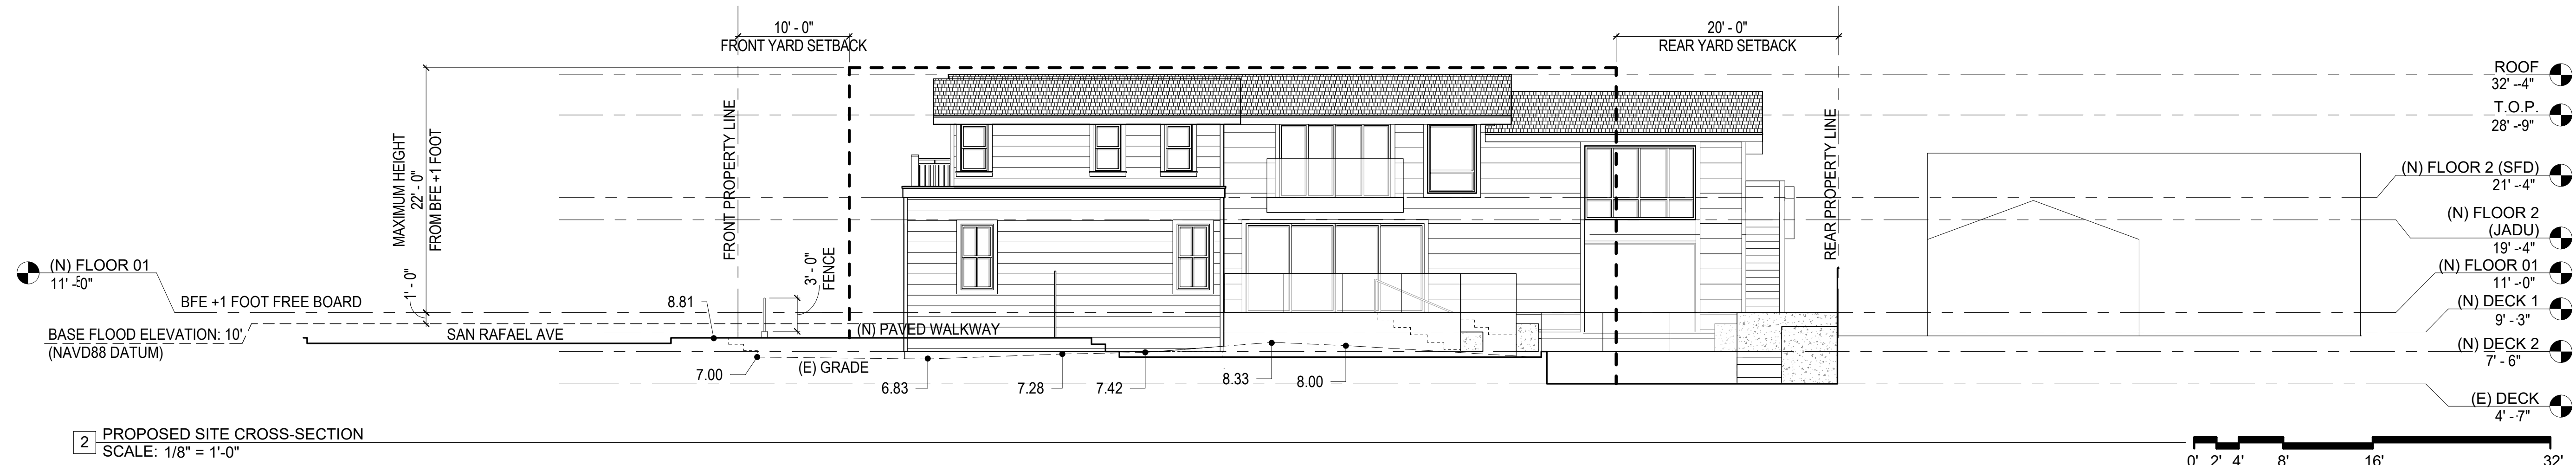 10' - 0"
FRONT YARD SETBACK
20' - 0"
REAR YARD SETBACK
ROOF
32' -4"
T.O.P.
28' -9"
MAXIMUM HEIGHT
22' - 0"
FROM BFE +1 FOOT
FRONT PROPERTY LINE
REAR PROPERTY LINE
(N) FLOOR 2 (SFD)
21' -4"
(N) FLOOR 2
(JADU)
19' -4"
(N) FLOOR 01
11' -0"
1' - 0"
3' - 0"
FENCE
(N) FLOOR 01
11' -0"
BFE +1 FOOT FREE BOARD
8.81
(N) DECK 1
9' -3"
BASE FLOOD ELEVATION: 10'
(NAVD88 DATUM)
SAN RAFAEL AVE
(N) PAVED WALKWAY
(N) DECK 2
7' - 6"
7.00
(E) GRADE
6.83
7.28
7.42
8.33
8.00
(E) DECK
4' -7"
2
PROPOSED SITE CROSS-SECTION
SCALE: 1/8" = 1'-0"
0' 2' 4' 8' 16' 32'